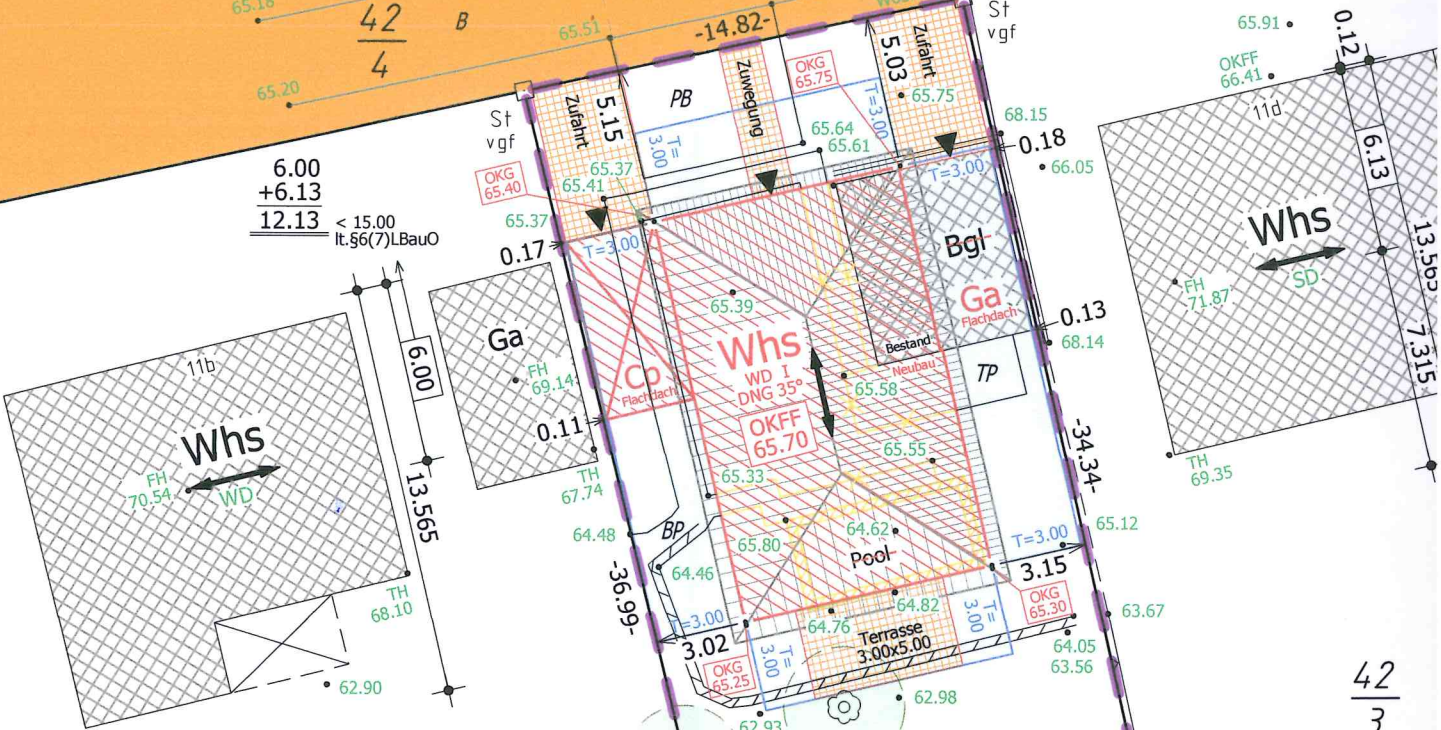 65.18
42
4
B
65.51
-14.82-
65.20
St
vgf
65.91
0.12
OKFF
66.41
11d
Zufahrt
5.15
PB
Zuwegung
OKG
65.75
5.03
Zufahrt
65.75
T=3.00
T=
3.00
St
vgf
68.15
0.18
66.05
6.13
6.00
+6.13
12.13
< 15.00
lt.§6(7)LBauO
OKG
65.40
65.37
65.41
65.64
65.61
65.37
T=3.00
0.17
T=3.00
Bgl
Ga
Flachdach
Whs
SD
FH
71.87
13.565
7.315
11b
Ga
FH
69.14
6.00
65.39
Whs
WD I
DNG 35°
OKFF
65.70
Co
Flachdach
Bestand
Neubau
TP
0.13
68.14
65.58
0.11
Whs
FH
70.54
WD
13.565
TH
67.74
65.33
65.55
-34.34-
TH
69.35
64.48
BP
64.46
65.80
64.62
Pool
T=3.00
65.12
3.15
-36.99-
TH
68.10
T=3.00
3.02
64.76
64.82
OKG
65.30
T=
3.00
63.67
Terrasse
3.00x5.00
T=
3.00
OKG
65.25
64.05
63.56
62.90
62.93
62.98
42
3